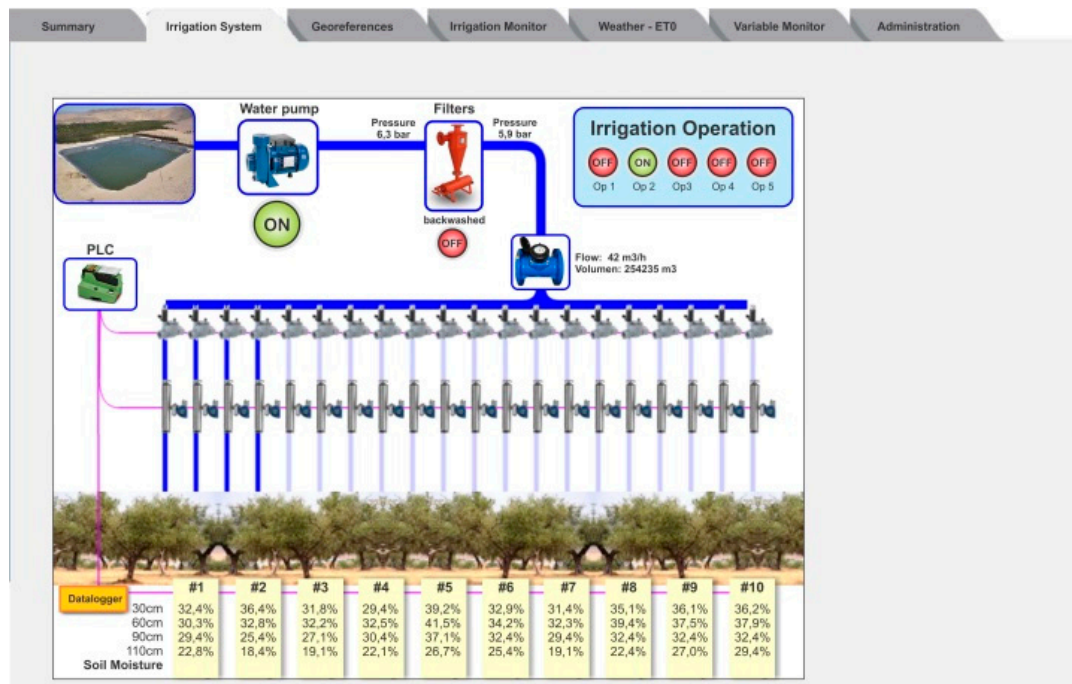 Summary Irrigation System Georeferences Irrigation Monitor Weather - ET0 Variable Monitor Administration
Water pump
ON
Pressure
6,3 bar
Filters
backwashed
OFF
Pressure
5,9 bar
Irrigation Operation
OFF ON OFF OFF OFF
Op 1 Op 2 Op3 Op 4 Op 5
Flow: 42 m3/h
Volumen: 254235 m3
PLC
Datalogger
#1 #2 #3 #4 #5 #6 #7 #8 #9 #10
30cm 32,4% 36,4% 31,8% 29,4% 39,2% 32,9% 31,4% 35,1% 36,1% 36,2%
60cm 30,3% 32,8% 32,2% 32,5% 41,5% 34,2% 32,3% 39,4% 37,5% 37,9%
90cm 29,4% 25,4% 27,1% 30,4% 37,1% 32,4% 29,4% 32,4% 32,4% 32,4%
110cm 22,8% 18,4% 19,1% 22,1% 26,7% 25,4% 19,1% 22,4% 27,0% 29,4%
Soil Moisture